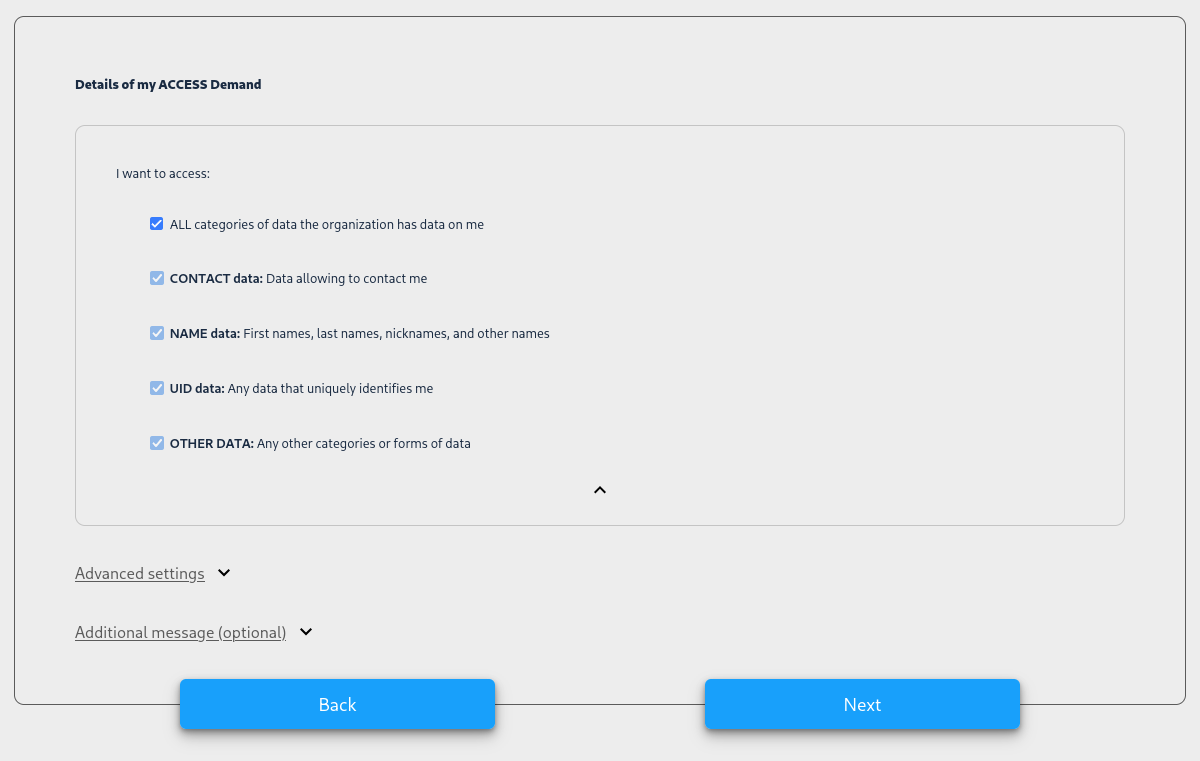 Details of my ACCESS Demand
I want to access:
ALL categories of data the organization has data on me
CONTACT data: Data allowing to contact me
NAME data: First names, last names, nicknames, and other names
UID data: Any data that uniquely identifies me
OTHER DATA: Any other categories or forms of data
Advanced settings
Additional message (optional)
Back
Next